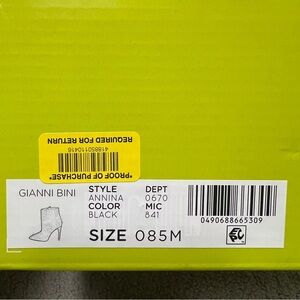 REQUIRED FOR RETURN
41885011041G
*PROOF OF PURCHASE*
GIANNI BINI
STYLE DEPT
ANNINA 0670
COLOR MIC
BLACK 841
SIZE 085M
0490688665309